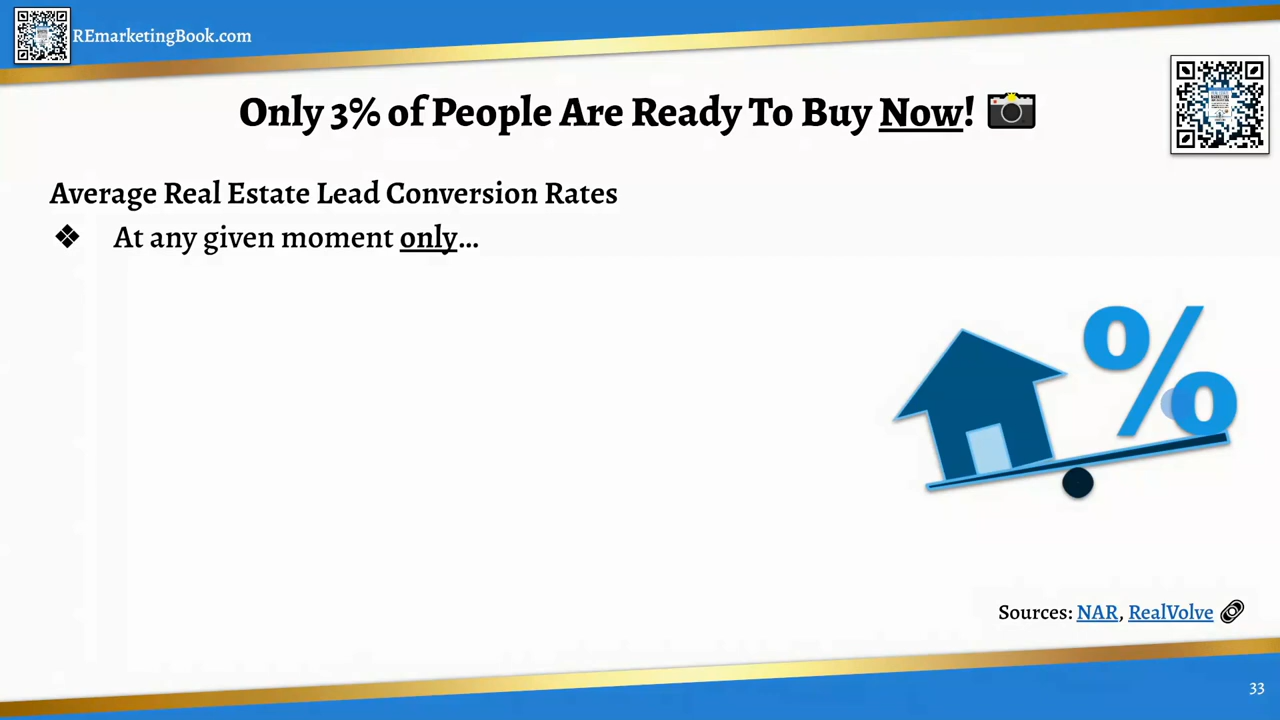 REmarketingBook.com
Only 3% of People Are Ready To Buy Now! 📸
Average Real Estate Lead Conversion Rates
❖ At any given moment only...
%
Sources: NAR, RealVolve 🔗
33